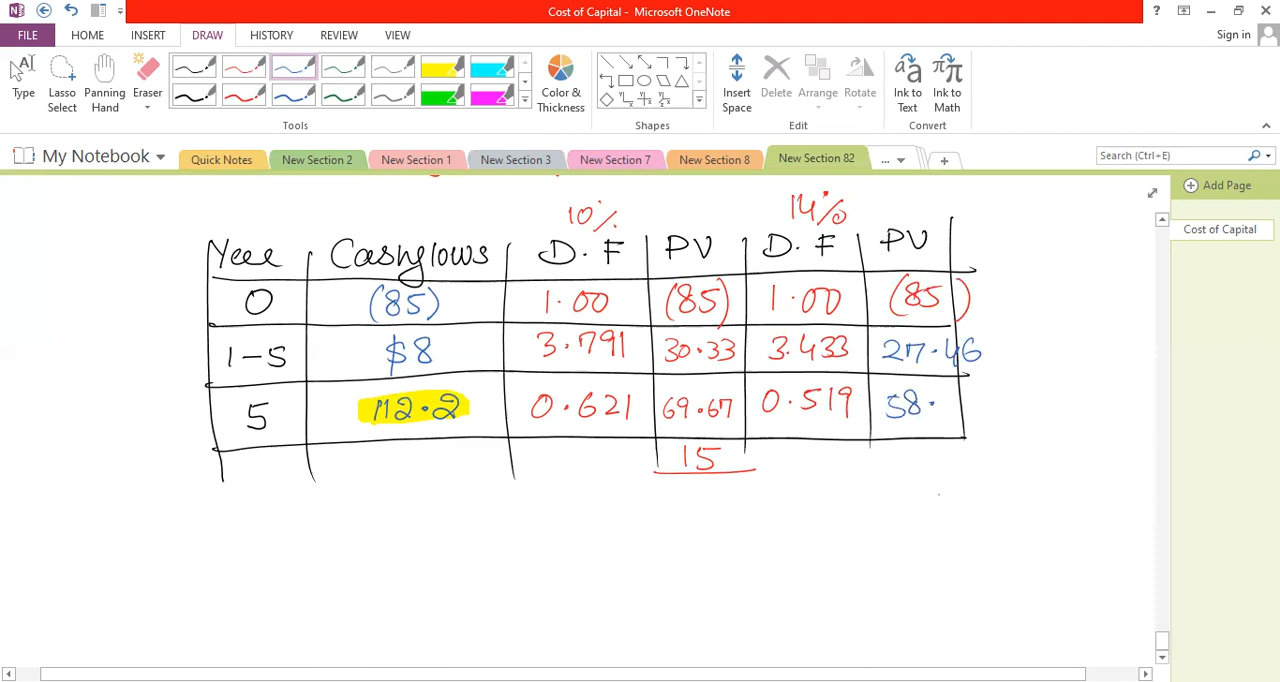 Cost of Capital - Microsoft OneNote
? 
Sign in
FILE HOME INSERT DRAW HISTORY REVIEW VIEW
Type
Lasso Select
Panning Hand
Eraser
Color & Thickness
Insert Space
Delete
Arrange
Rotate
Ink to Text
Ink to Math
Tools
Shapes
Edit
Convert
My Notebook
Quick Notes New Section 2 New Section 1 New Section 3 New Section 7 New Section 8 New Section 82 ... +
Search (Ctrl+E)
Add Page
Cost of Capital
10% 14%
Year Cashflows D.F PV D.F PV
0 (85) 1.00 (85) 1.00 (85)
1-5 $8 3.791 30.33 3.433 27.46
5 112.2 0.621 69.67 0.519 58.
15